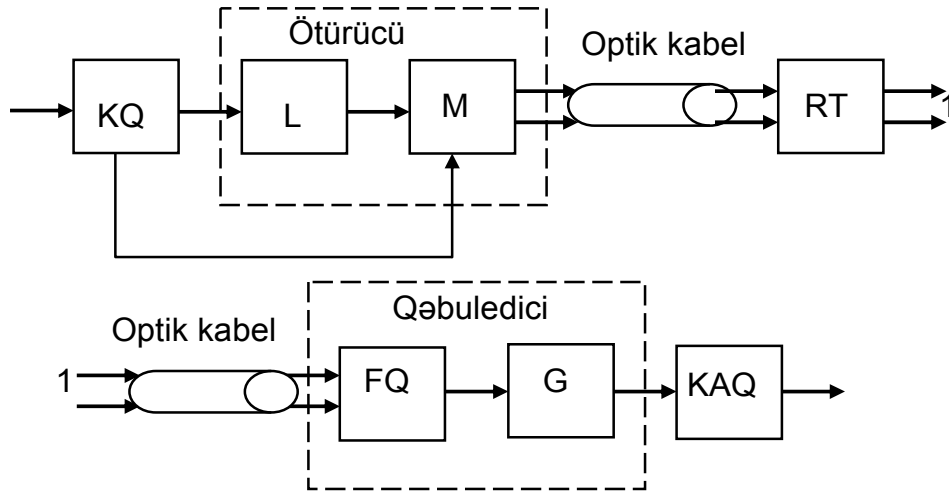 Ötürücü
Optik kabel
KQ
L
M
RT
1
Optik kabel
Qəbuledici
1
FQ
G
KAQ